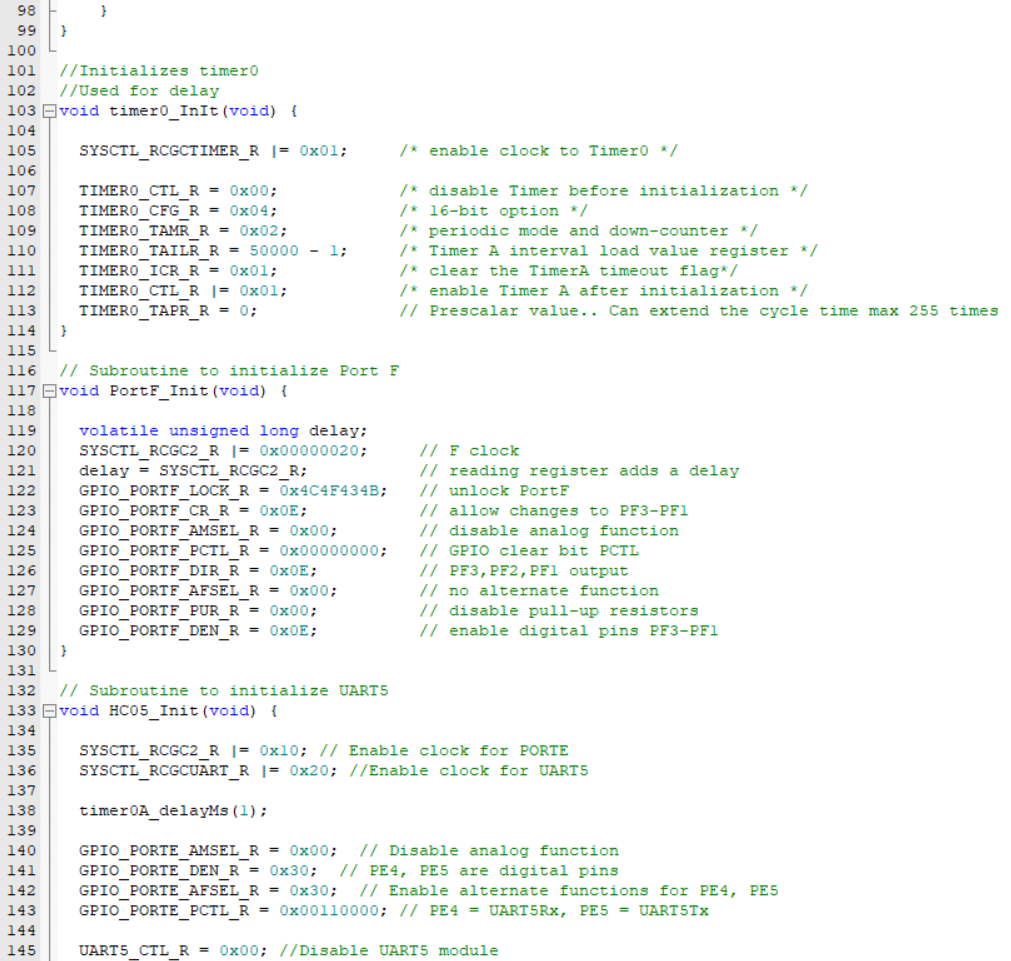 98     }
99 }
100
101 //Initializes timer0
102 //Used for delay
103 void timer0_InIt(void) {
104
105   SYSCTL_RCGCTIMER_R |= 0x01;     /* enable clock to Timer0 */
106
107   TIMER0_CTL_R = 0x00;            /* disable Timer before initialization */
108   TIMER0_CFG_R = 0x04;            /* 16-bit option */
109   TIMER0_TAMR_R = 0x02;           /* periodic mode and down-counter */
110   TIMER0_TAILR_R = 50000 - 1;     /* Timer A interval load value register */
111   TIMER0_ICR_R = 0x01;            /* clear the TimerA timeout flag*/
112   TIMER0_CTL_R |= 0x01;           /* enable Timer A after initialization */
113   TIMER0_TAPR_R = 0;              // Prescalar value.. Can extend the cycle time max 255 times
114 }
115
116 // Subroutine to initialize Port F
117 void PortF_Init(void) {
118
119   volatile unsigned long delay;
120   SYSCTL_RCGC2_R |= 0x00000020;     // F clock
121   delay = SYSCTL_RCGC2_R;           // reading register adds a delay
122   GPIO_PORTF_LOCK_R = 0x4C4F434B;   // unlock PortF
123   GPIO_PORTF_CR_R = 0x0E;           // allow changes to PF3-PF1
124   GPIO_PORTF_AMSEL_R = 0x00;        // disable analog function
125   GPIO_PORTF_PCTL_R = 0x00000000;   // GPIO clear bit PCTL
126   GPIO_PORTF_DIR_R = 0x0E;          // PF3,PF2,PF1 output
127   GPIO_PORTF_AFSEL_R = 0x00;        // no alternate function
128   GPIO_PORTF_PUR_R = 0x00;          // disable pull-up resistors
129   GPIO_PORTF_DEN_R = 0x0E;          // enable digital pins PF3-PF1
130 }
131
132 // Subroutine to initialize UART5
133 void HC05_Init(void) {
134
135   SYSCTL_RCGC2_R |= 0x10; // Enable clock for PORTE
136   SYSCTL_RCGCUART_R |= 0x20; //Enable clock for UART5
137
138   timer0A_delayMs(1);
139
140   GPIO_PORTE_AMSEL_R = 0x00;  // Disable analog function
141   GPIO_PORTE_DEN_R = 0x30;  // PE4, PE5 are digital pins
142   GPIO_PORTE_AFSEL_R = 0x30;  // Enable alternate functions for PE4, PE5
143   GPIO_PORTE_PCTL_R = 0x00110000; // PE4 = UART5Rx, PE5 = UART5Tx
144
145   UART5_CTL_R = 0x00; //Disable UART5 module